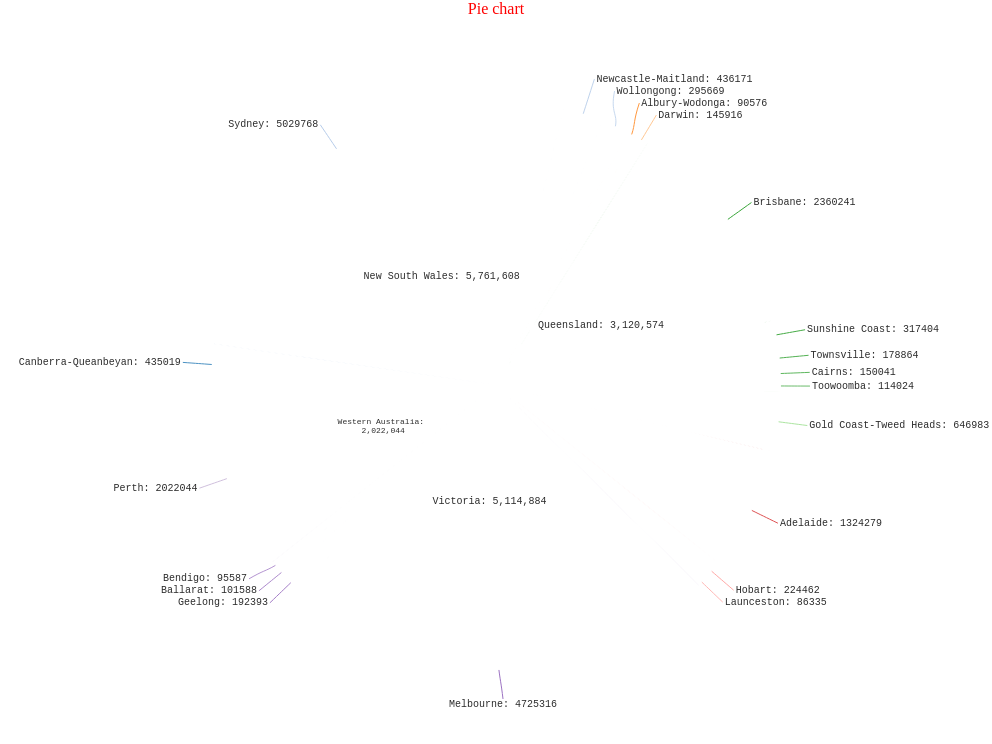 Pie chart
Newcastle-Maitland: 436171
Wollongong: 295669
Albury-Wodonga: 90576
Darwin: 145916
Sydney: 5029768
Brisbane: 2360241
New South Wales: 5,761,608
Queensland: 3,120,574
Sunshine Coast: 317404
Townsville: 178864
Canberra-Queanbeyan: 435019
Cairns: 150041
Toowoomba: 114024
Western Australia:
2,022,044
Gold Coast-Tweed Heads: 646983
Perth: 2022044
Victoria: 5,114,884
Adelaide: 1324279
Bendigo: 95587
Ballarat: 101588
Geelong: 192393
Hobart: 224462
Launceston: 86335
Melbourne: 4725316